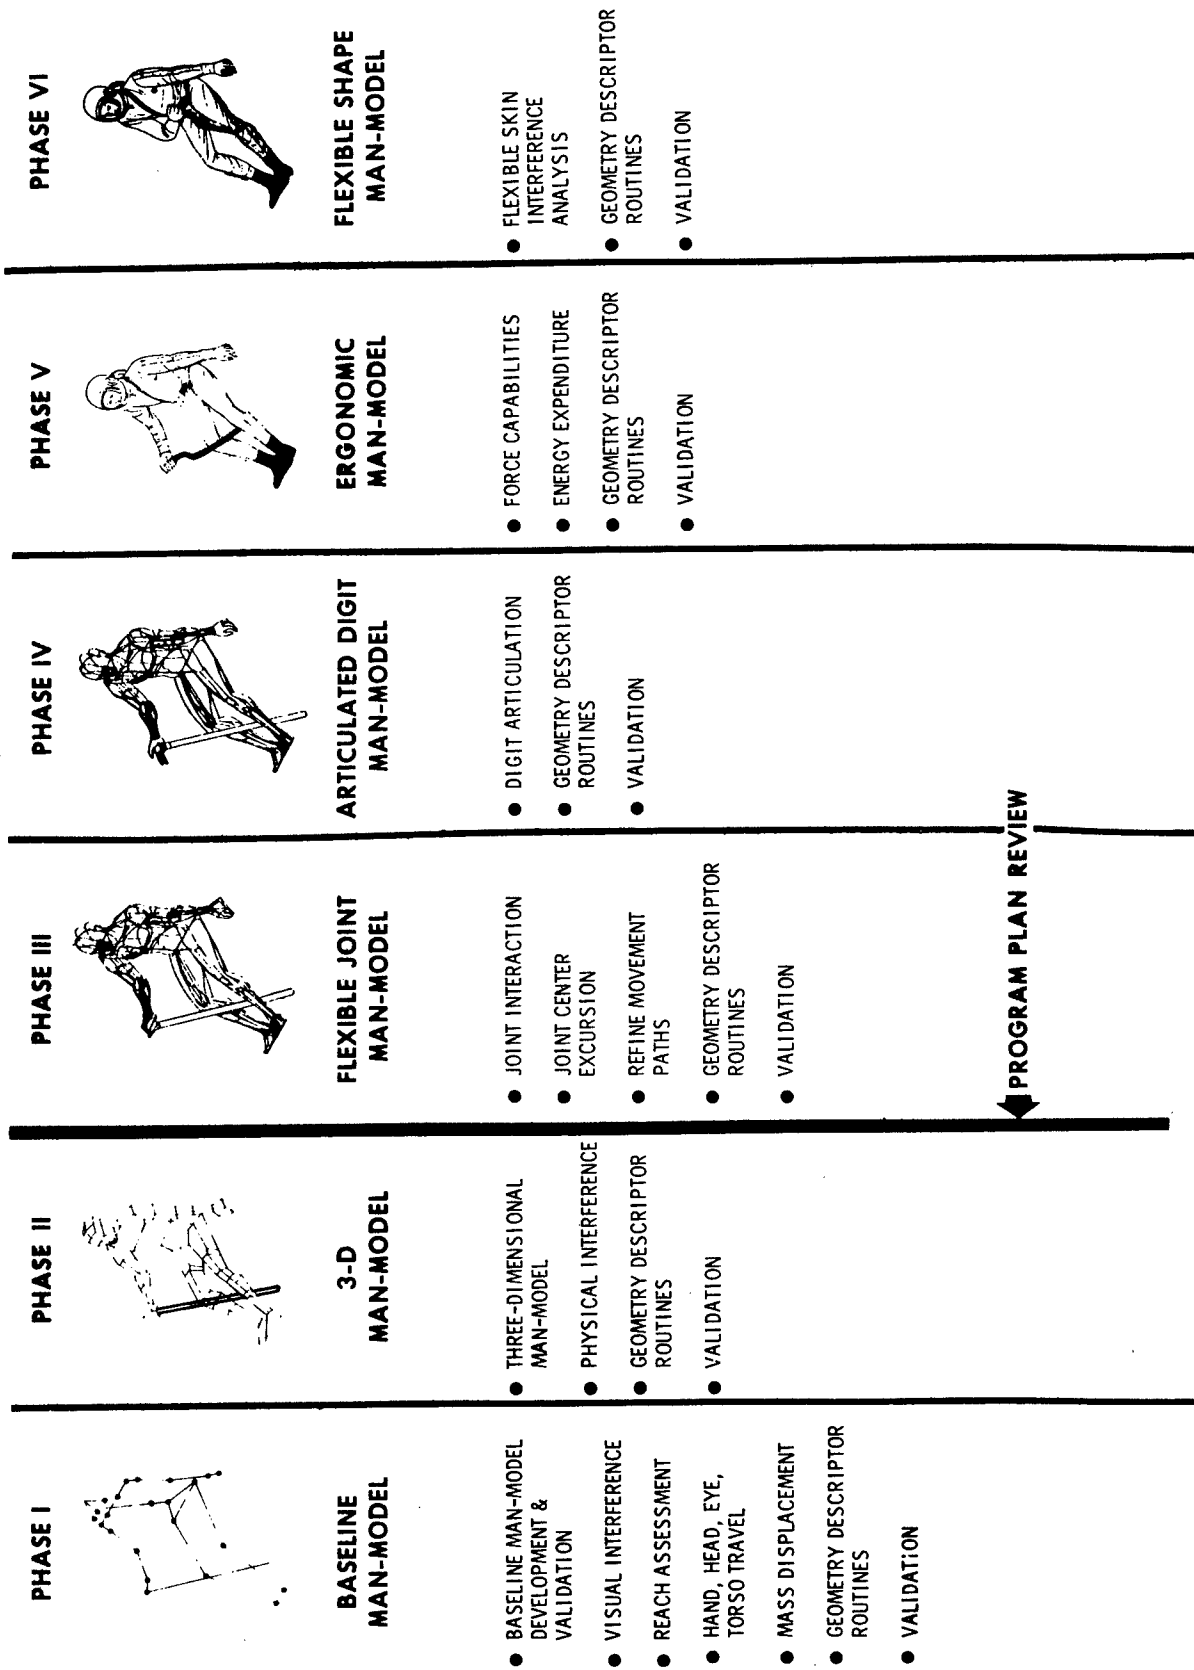 PHASE I
BASELINE
MAN-MODEL
● BASELINE MAN-MODEL
DEVELOPMENT &
VALIDATION
● VISUAL INTERFERENCE
● REACH ASSESSMENT
● HAND, HEAD, EYE,
TORSO TRAVEL
● MASS DISPLACEMENT
● GEOMETRY DESCRIPTOR
ROUTINES
● VALIDATION
PHASE II
3-D
MAN-MODEL
● THREE-DIMENSIONAL
MAN-MODEL
● PHYSICAL INTERFERENCE
● GEOMETRY DESCRIPTOR
ROUTINES
● VALIDATION
PHASE III
FLEXIBLE JOINT
MAN-MODEL
● JOINT INTERACTION
● JOINT CENTER
EXCURSION
● REFINE MOVEMENT
PATHS
● GEOMETRY DESCRIPTOR
ROUTINES
● VALIDATION
PROGRAM PLAN REVIEW
PHASE IV
ARTICULATED DIGIT
MAN-MODEL
● DIGIT ARTICULATION
● GEOMETRY DESCRIPTOR
ROUTINES
● VALIDATION
PHASE V
ERGONOMIC
MAN-MODEL
● FORCE CAPABILITIES
● ENERGY EXPENDITURE
● GEOMETRY DESCRIPTOR
ROUTINES
● VALIDATION
PHASE VI
FLEXIBLE SHAPE
MAN-MODEL
● FLEXIBLE SKIN
INTERFERENCE
ANALYSIS
● GEOMETRY DESCRIPTOR
ROUTINES
● VALIDATION